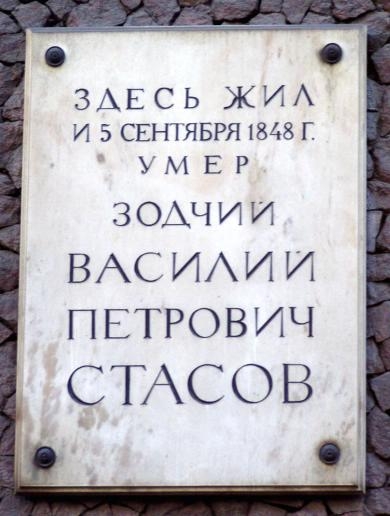 ЗДЕСЬ ЖИЛ
И 5 СЕНТЯБРЯ 1848 Г.
УМЕР
ЗОДЧИЙ
ВАСИЛИЙ
ПЕТРОВИЧ
СТАСОВ